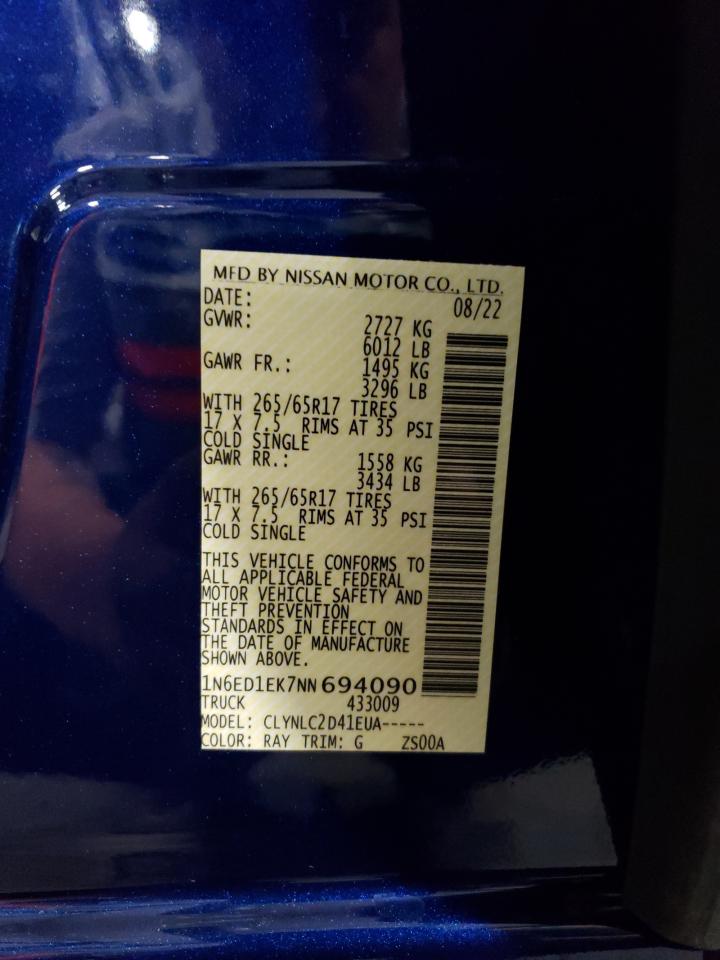 MFD BY NISSAN MOTOR CO., LTD.
DATE: 08/22
GVWR: 2727 KG
6012 LB
GAWR FR.: 1495 KG
3296 LB
WITH 265/65R17 TIRES
17 X 7.5 RIMS AT 35 PSI
COLD SINGLE
GAWR RR.: 1558 KG
3434 LB
WITH 265/65R17 TIRES
17 X 7.5 RIMS AT 35 PSI
COLD SINGLE
THIS VEHICLE CONFORMS TO
ALL APPLICABLE FEDERAL
MOTOR VEHICLE SAFETY AND
THEFT PREVENTION
STANDARDS IN EFFECT ON
THE DATE OF MANUFACTURE
SHOWN ABOVE.
1N6ED1EK7NN694090
TRUCK 433009
MODEL: CLYNLC2D41EUA-----
COLOR: RAY TRIM: G ZS00A